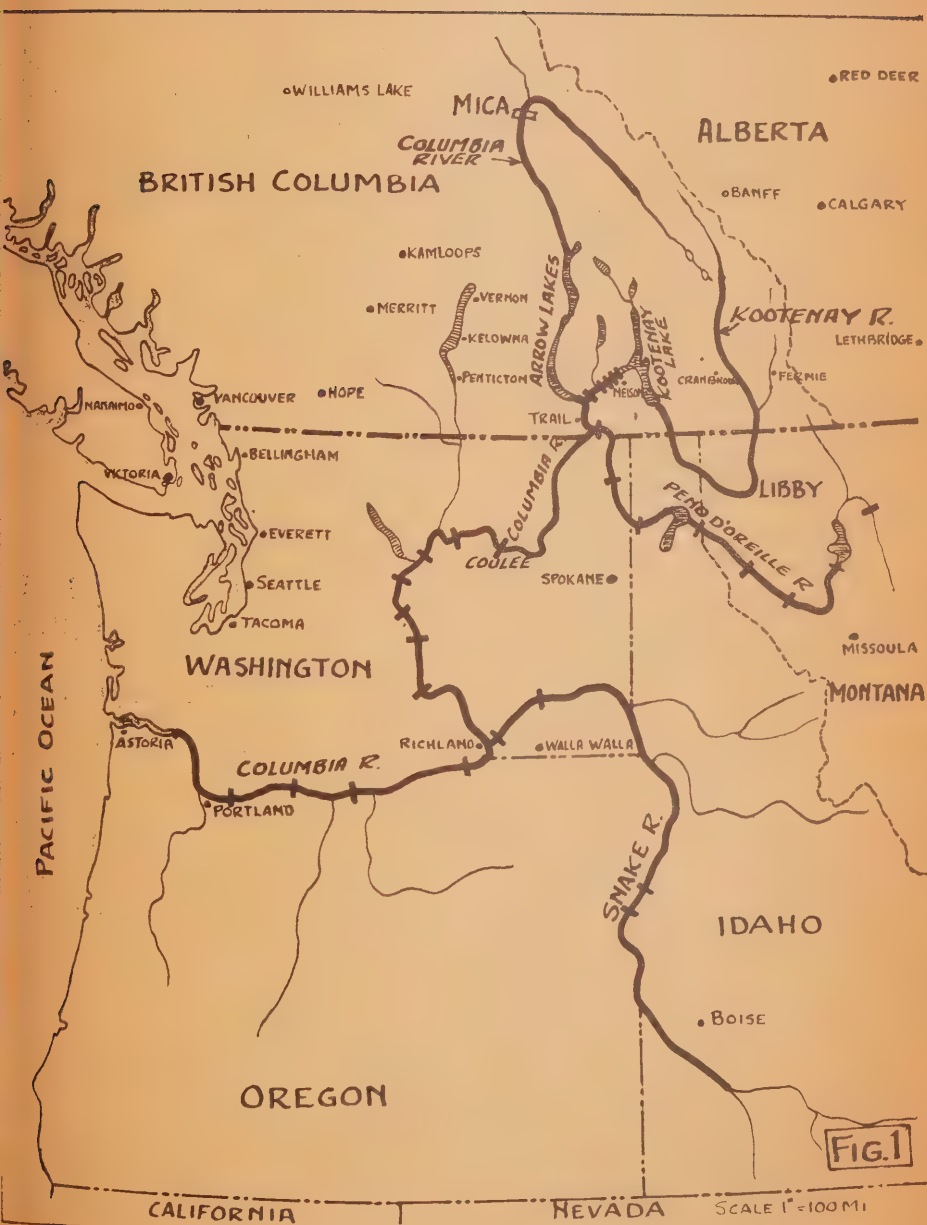 WILLIAMS LAKE
RED DEER
MICA
ALBERTA
COLUMBIA
RIVER
BRITISH COLUMBIA
BANFF
CALGARY
KAMLOOPS
VERNON
MERRITT
ARROW LAKES
KOOTENAY
LAKE
KOOTENAY R.
KELOWNA
LETHBRIDGE
PENTICTON
NELSON
CRANBROOK
FERNIE
NANAIMO
VANCOUVER
HOPE
TRAIL
BELLINGHAM
VICTORIA
COLUMBIA R.
LIBBY
PEND D'OREILLE R.
EVERETT
COULEE
SPOKANE
SEATTLE
TACOMA
MISSOULA
WASHINGTON
MONTANA
PACIFIC OCEAN
ASTORIA
RICHLAND
WALLA WALLA
COLUMBIA R.
PORTLAND
SNAKE R.
IDAHO
BOISE
OREGON
FIG.1
CALIFORNIA
NEVADA
SCALE 1"=100 MI